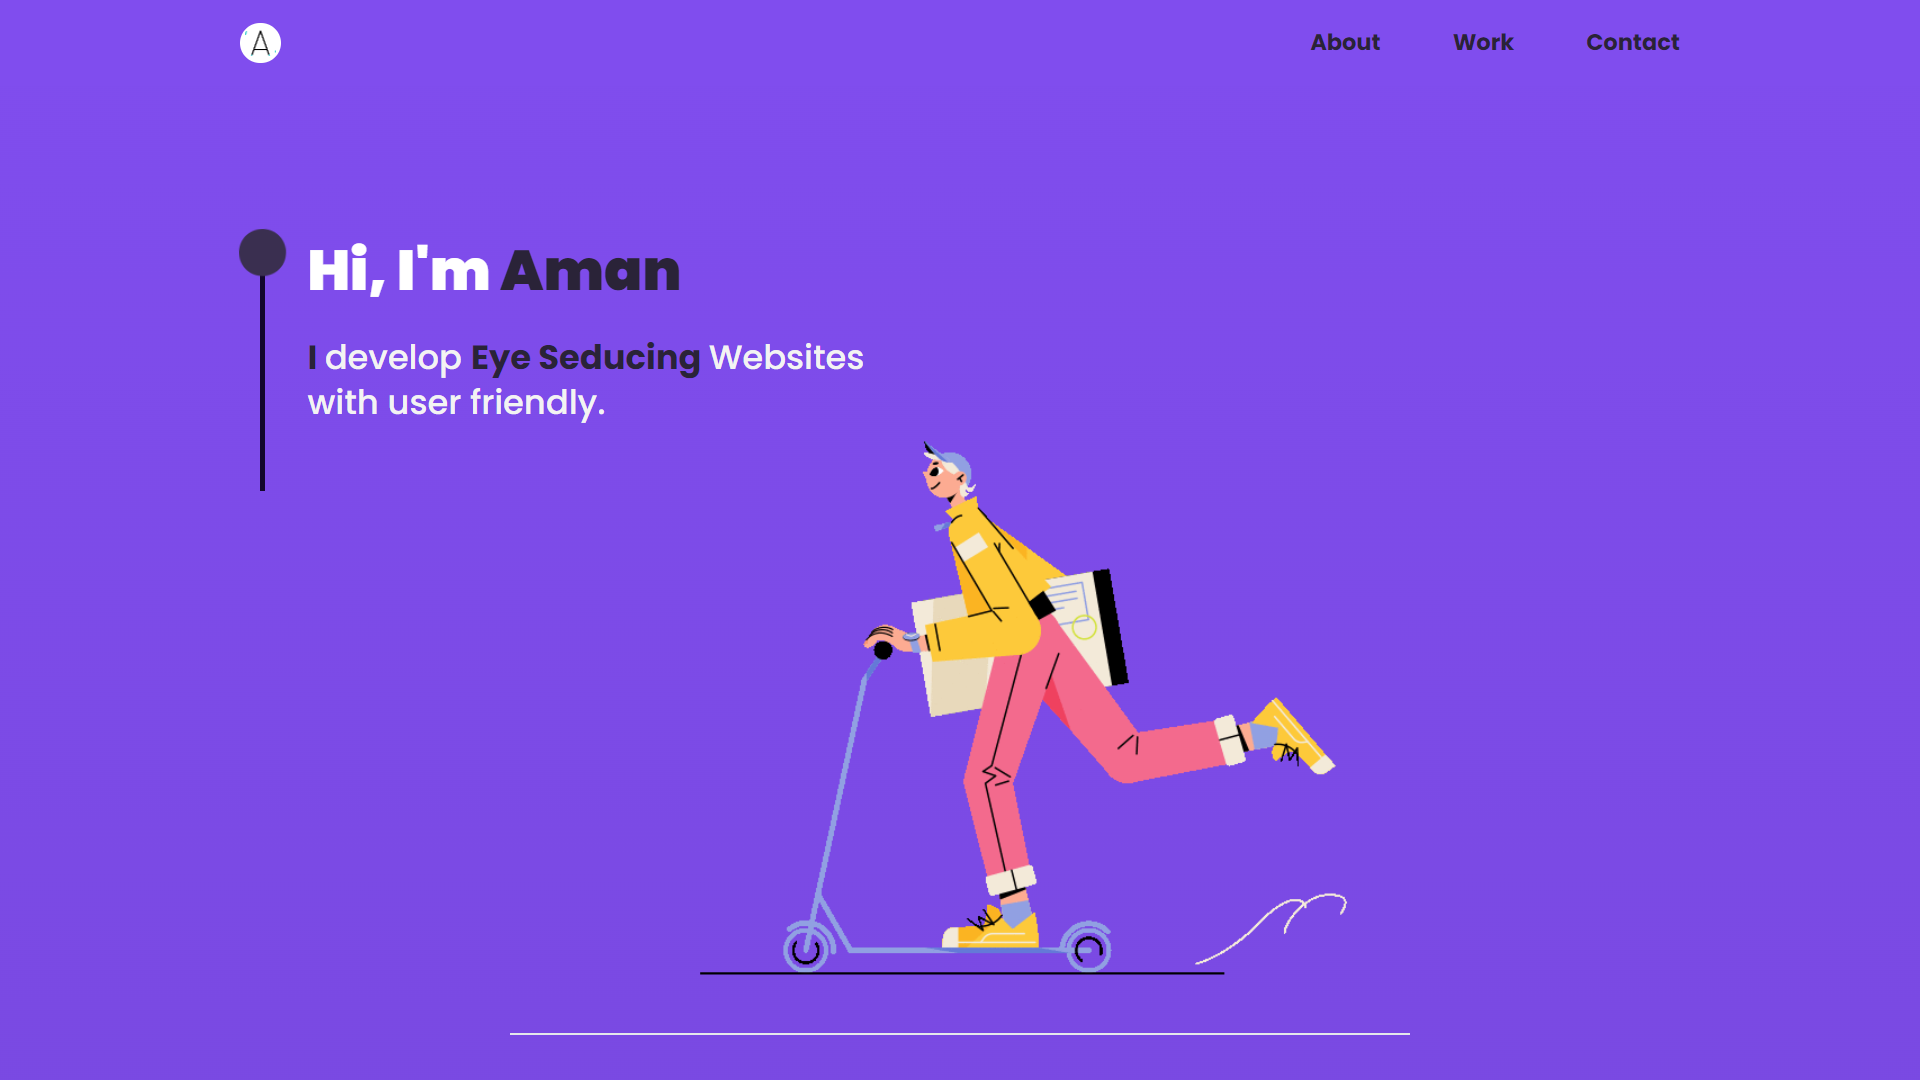 A
About Work Contact
Hi, I'm Aman
I develop Eye Seducing Websites
with user friendly.